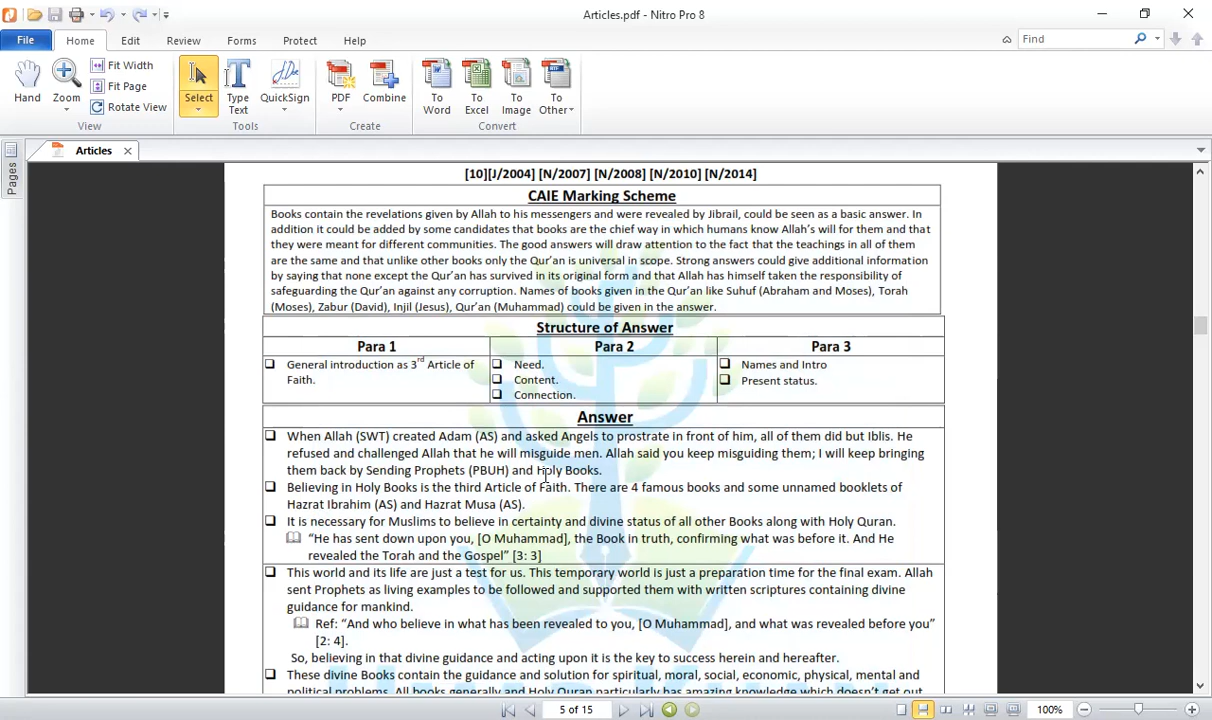 Articles.pdf - Nitro Pro 8
File Home Edit Review Forms Protect Help Find
Fit Width
Fit Page
Rotate View
Hand Zoom Select Type Text QuickSign PDF Combine To Word To Excel To Image To Other
View Tools Create Convert
Pages
Articles
[10][J/2004] [N/2007] [N/2008] [N/2010] [N/2014]
CAIE Marking Scheme
Books contain the revelations given by Allah to his messengers and were revealed by Jibrail, could be seen as a basic answer. In
addition it could be added by some candidates that books are the chief way in which humans know Allah's will for them and that
they were meant for different communities. The good answers will draw attention to the fact that the teachings in all of them
are the same and that unlike other books only the Qur'an is universal in scope. Strong answers could give additional information
by saying that none except the Qur'an has survived in its original form and that Allah has himself taken the responsibility of
safeguarding the Qur'an against any corruption. Names of books given in the Qur'an like Suhuf (Abraham and Moses), Torah
(Moses), Zabur (David), Injil (Jesus), Qur'an (Muhammad) could be given in the answer.
Structure of Answer
Para 1 Para 2 Para 3
General introduction as 3rd Article of
Faith.
Need.
Content.
Connection.
Names and Intro
Present status.
Answer
When Allah (SWT) created Adam (AS) and asked Angels to prostrate in front of him, all of them did but Iblis. He
refused and challenged Allah that he will misguide men. Allah said you keep misguiding them; I will keep bringing
them back by Sending Prophets (PBUH) and Holy Books.
Believing in Holy Books is the third Article of Faith. There are 4 famous books and some unnamed booklets of
Hazrat Ibrahim (AS) and Hazrat Musa (AS).
It is necessary for Muslims to believe in certainty and divine status of all other Books along with Holy Quran.
"He has sent down upon you, [O Muhammad], the Book in truth, confirming what was before it. And He
revealed the Torah and the Gospel" [3: 3]
This world and its life are just a test for us. This temporary world is just a preparation time for the final exam. Allah
sent Prophets as living examples to be followed and supported them with written scriptures containing divine
guidance for mankind.
Ref: "And who believe in what has been revealed to you, [O Muhammad], and what was revealed before you"
[2: 4].
So, believing in that divine guidance and acting upon it is the key to success herein and hereafter.
These divine Books contain the guidance and solution for spiritual, moral, social, economic, physical, mental and
political problems. All books generally and Holy Quran particularly has amazing knowledge which doesn't get out
5 of 15
100%